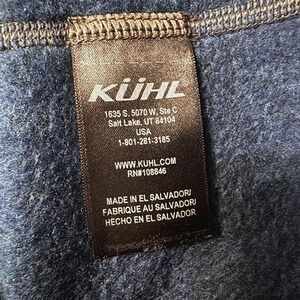 KÜHL
1635 S. 5070 W, Ste C
Salt Lake, UT 84104
USA
1-801-281-3185
WWW.KUHL.COM
RN#108846
MADE IN EL SALVADOR/
FABRIQUE AU SALVADOR/
HECHO EN EL SALVADOR